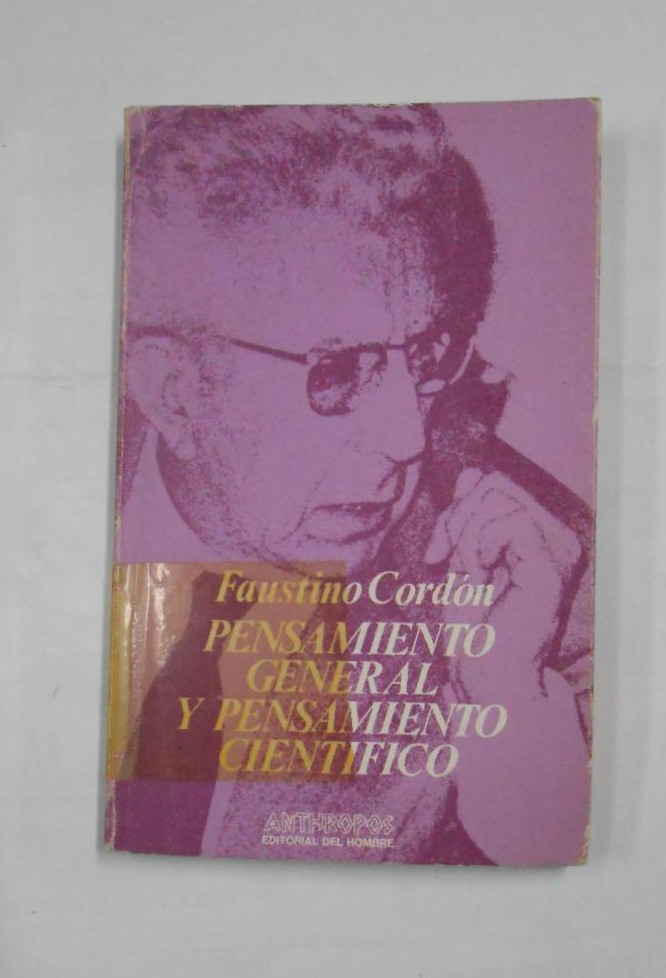 Faustino Cordón
PENSAMIENTO
GENERAL
Y PENSAMIENTO
CIENTIFICO
ANTHROPOS
EDITORIAL DEL HOMBRE